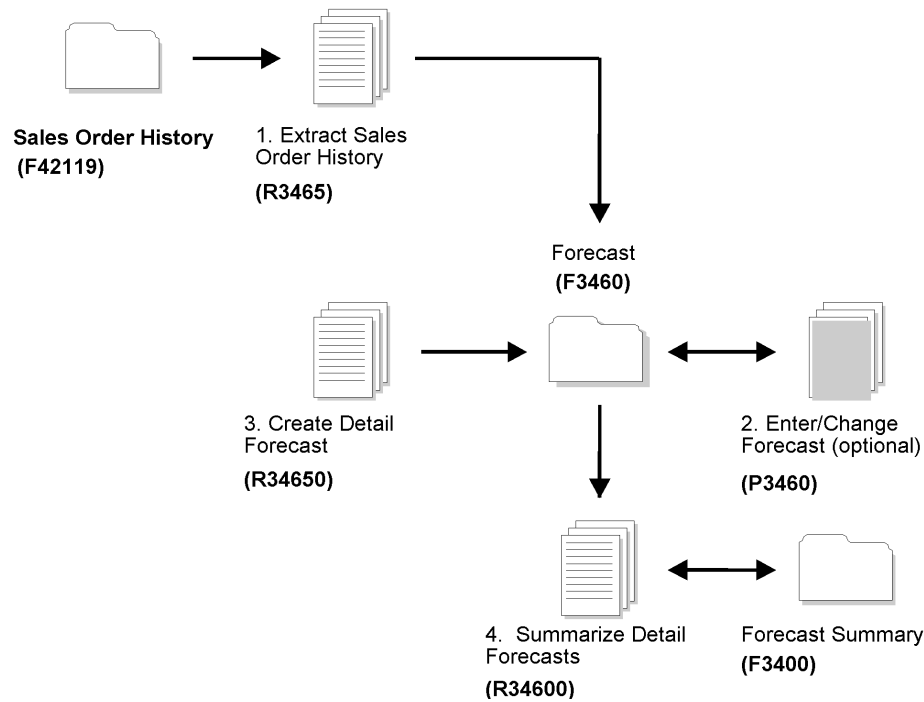 Sales Order History
(F42119)
1. Extract Sales
Order History
(R3465)
Forecast
(F3460)
3. Create Detail
Forecast
(R34650)
2. Enter/Change
Forecast (optional)
(P3460)
4. Summarize Detail
Forecasts
(R34600)
Forecast Summary
(F3400)